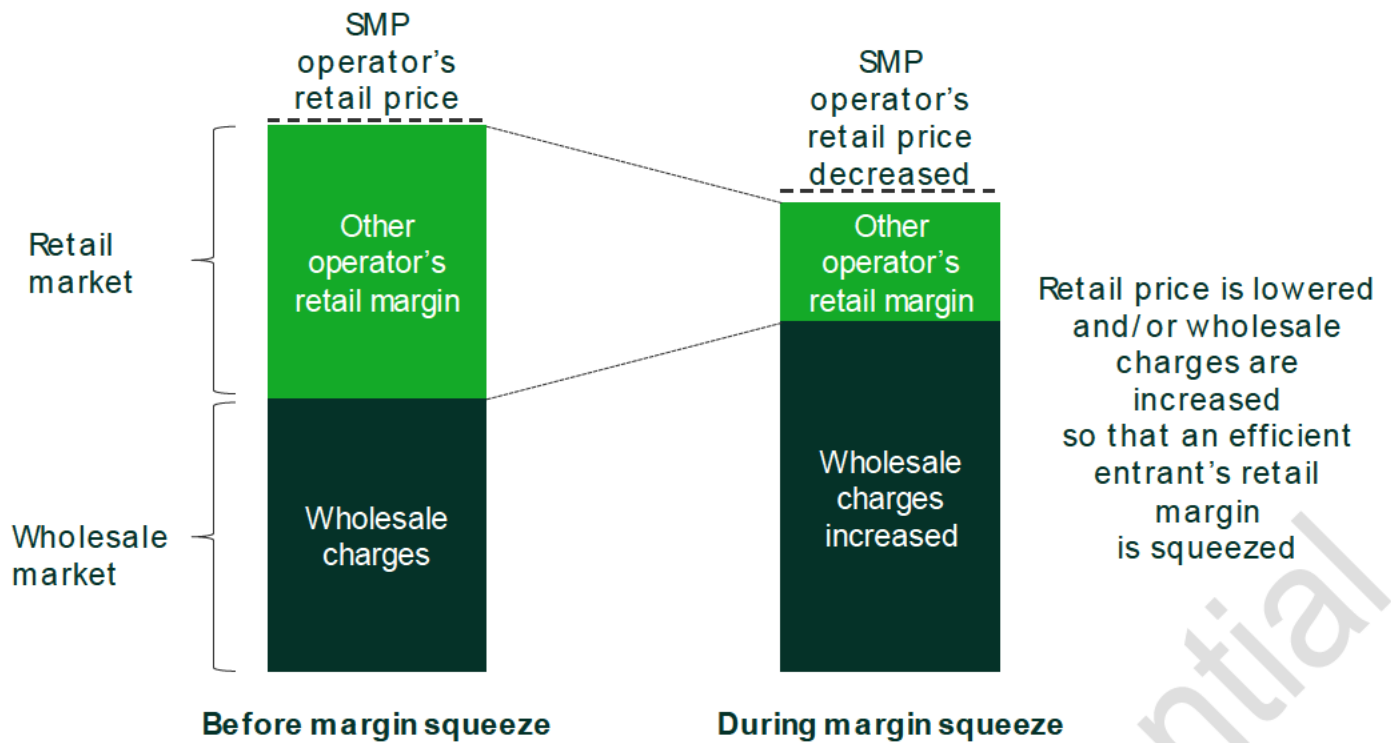 SMP
operator's
retail price
SMP
operator's
retail price
decreased
Retail
market
Other
operator's
retail margin
Other
operator's
retail margin
Retail price is lowered
and/or wholesale
charges are
increased
so that an efficient
entrant's retail
margin
is squeezed
Wholesale
market
Wholesale
charges
Wholesale
charges
increased
Before margin squeeze
During margin squeeze
ntial